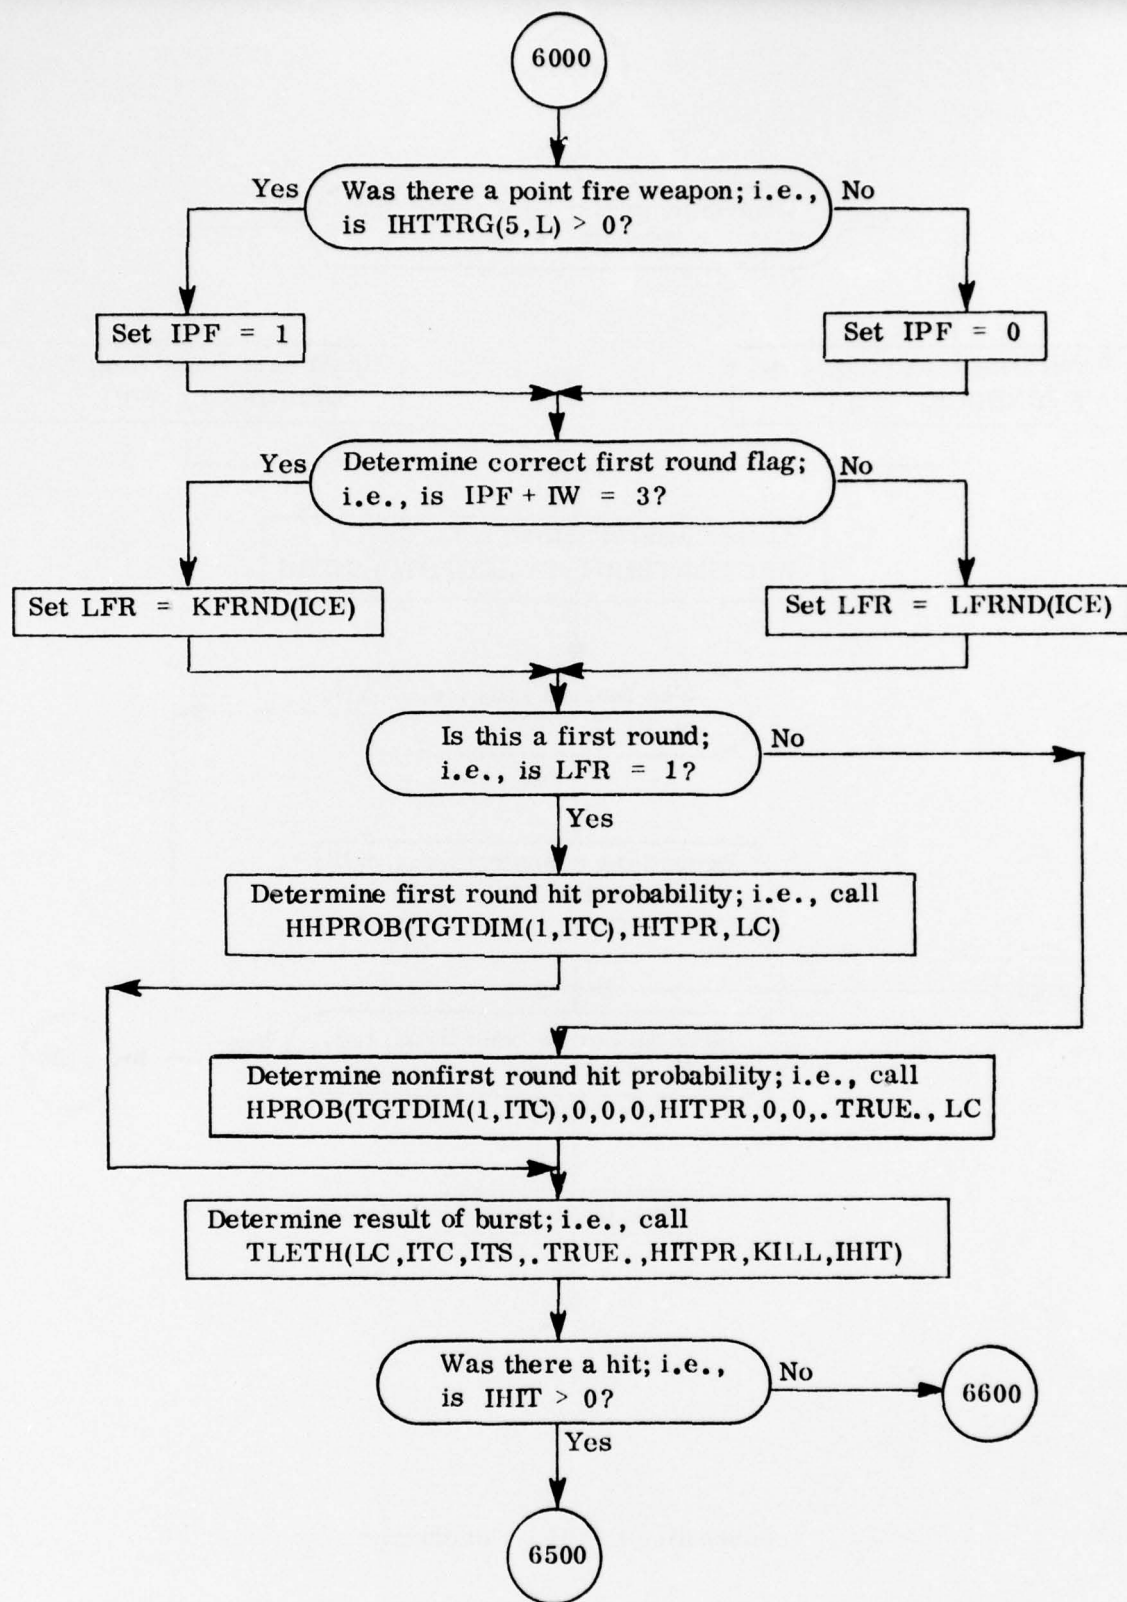 6000
Yes
Was there a point fire weapon; i.e.,
is IHTTRG(5,L) > 0?
No
Set IPF = 1
Set IPF = 0
Yes
Determine correct first round flag;
i.e., is IPF + IW = 3?
No
Set LFR = KFRND(ICE)
Set LFR = LFRND(ICE)
Is this a first round;
i.e., is LFR = 1?
No
Yes
Determine first round hit probability; i.e., call
HHPROB(TGTDIM(1,ITC),HITPR,LC)
Determine nonfirst round hit probability; i.e., call
HPROB(TGTDIM(1,ITC),0,0,0,HITPR,0,0,.TRUE.,LC
Determine result of burst; i.e., call
TLETH(LC,ITC,ITS,.TRUE.,HITPR,KILL,IHIT)
Was there a hit; i.e.,
is IHIT > 0?
No
6600
Yes
6500